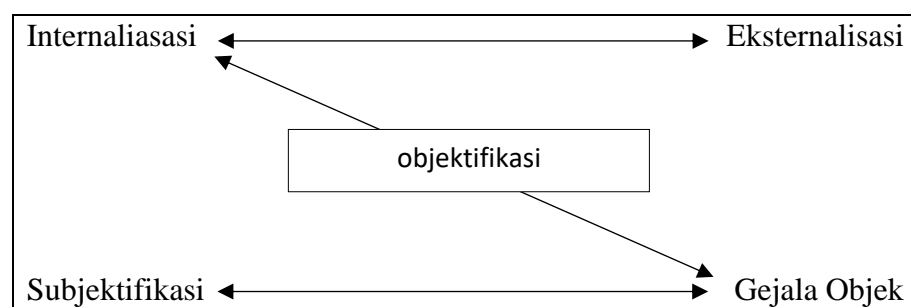 Internaliasasi Eksternalisasi
objektifikasi
Subjektifikasi Gejala Objek